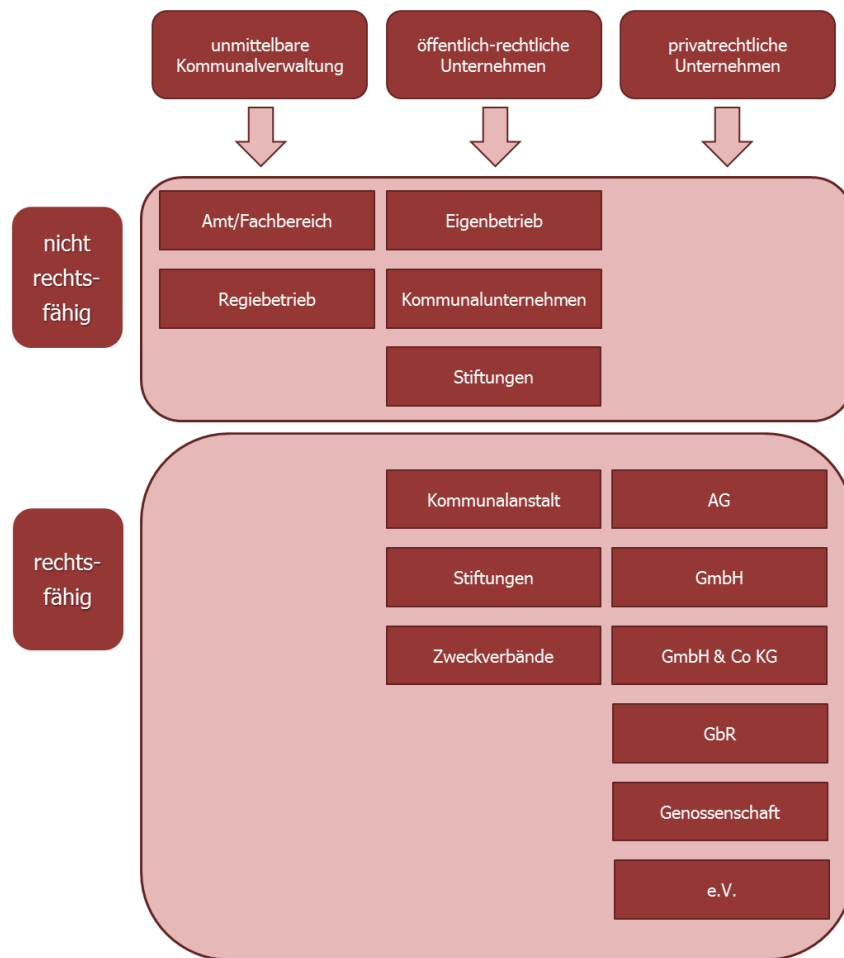 unmittelbare
Kommunalverwaltung
öffentlich-rechtliche
Unternehmen
privatrechtliche
Unternehmen
nicht
rechts-
fähig
Amt/Fachbereich
Eigenbetrieb
Regiebetrieb
Kommunalunternehmen
Stiftungen
rechts-
fähig
Kommunalanstalt
AG
Stiftungen
GmbH
Zweckverbände
GmbH & Co KG
GbR
Genossenschaft
e.V.